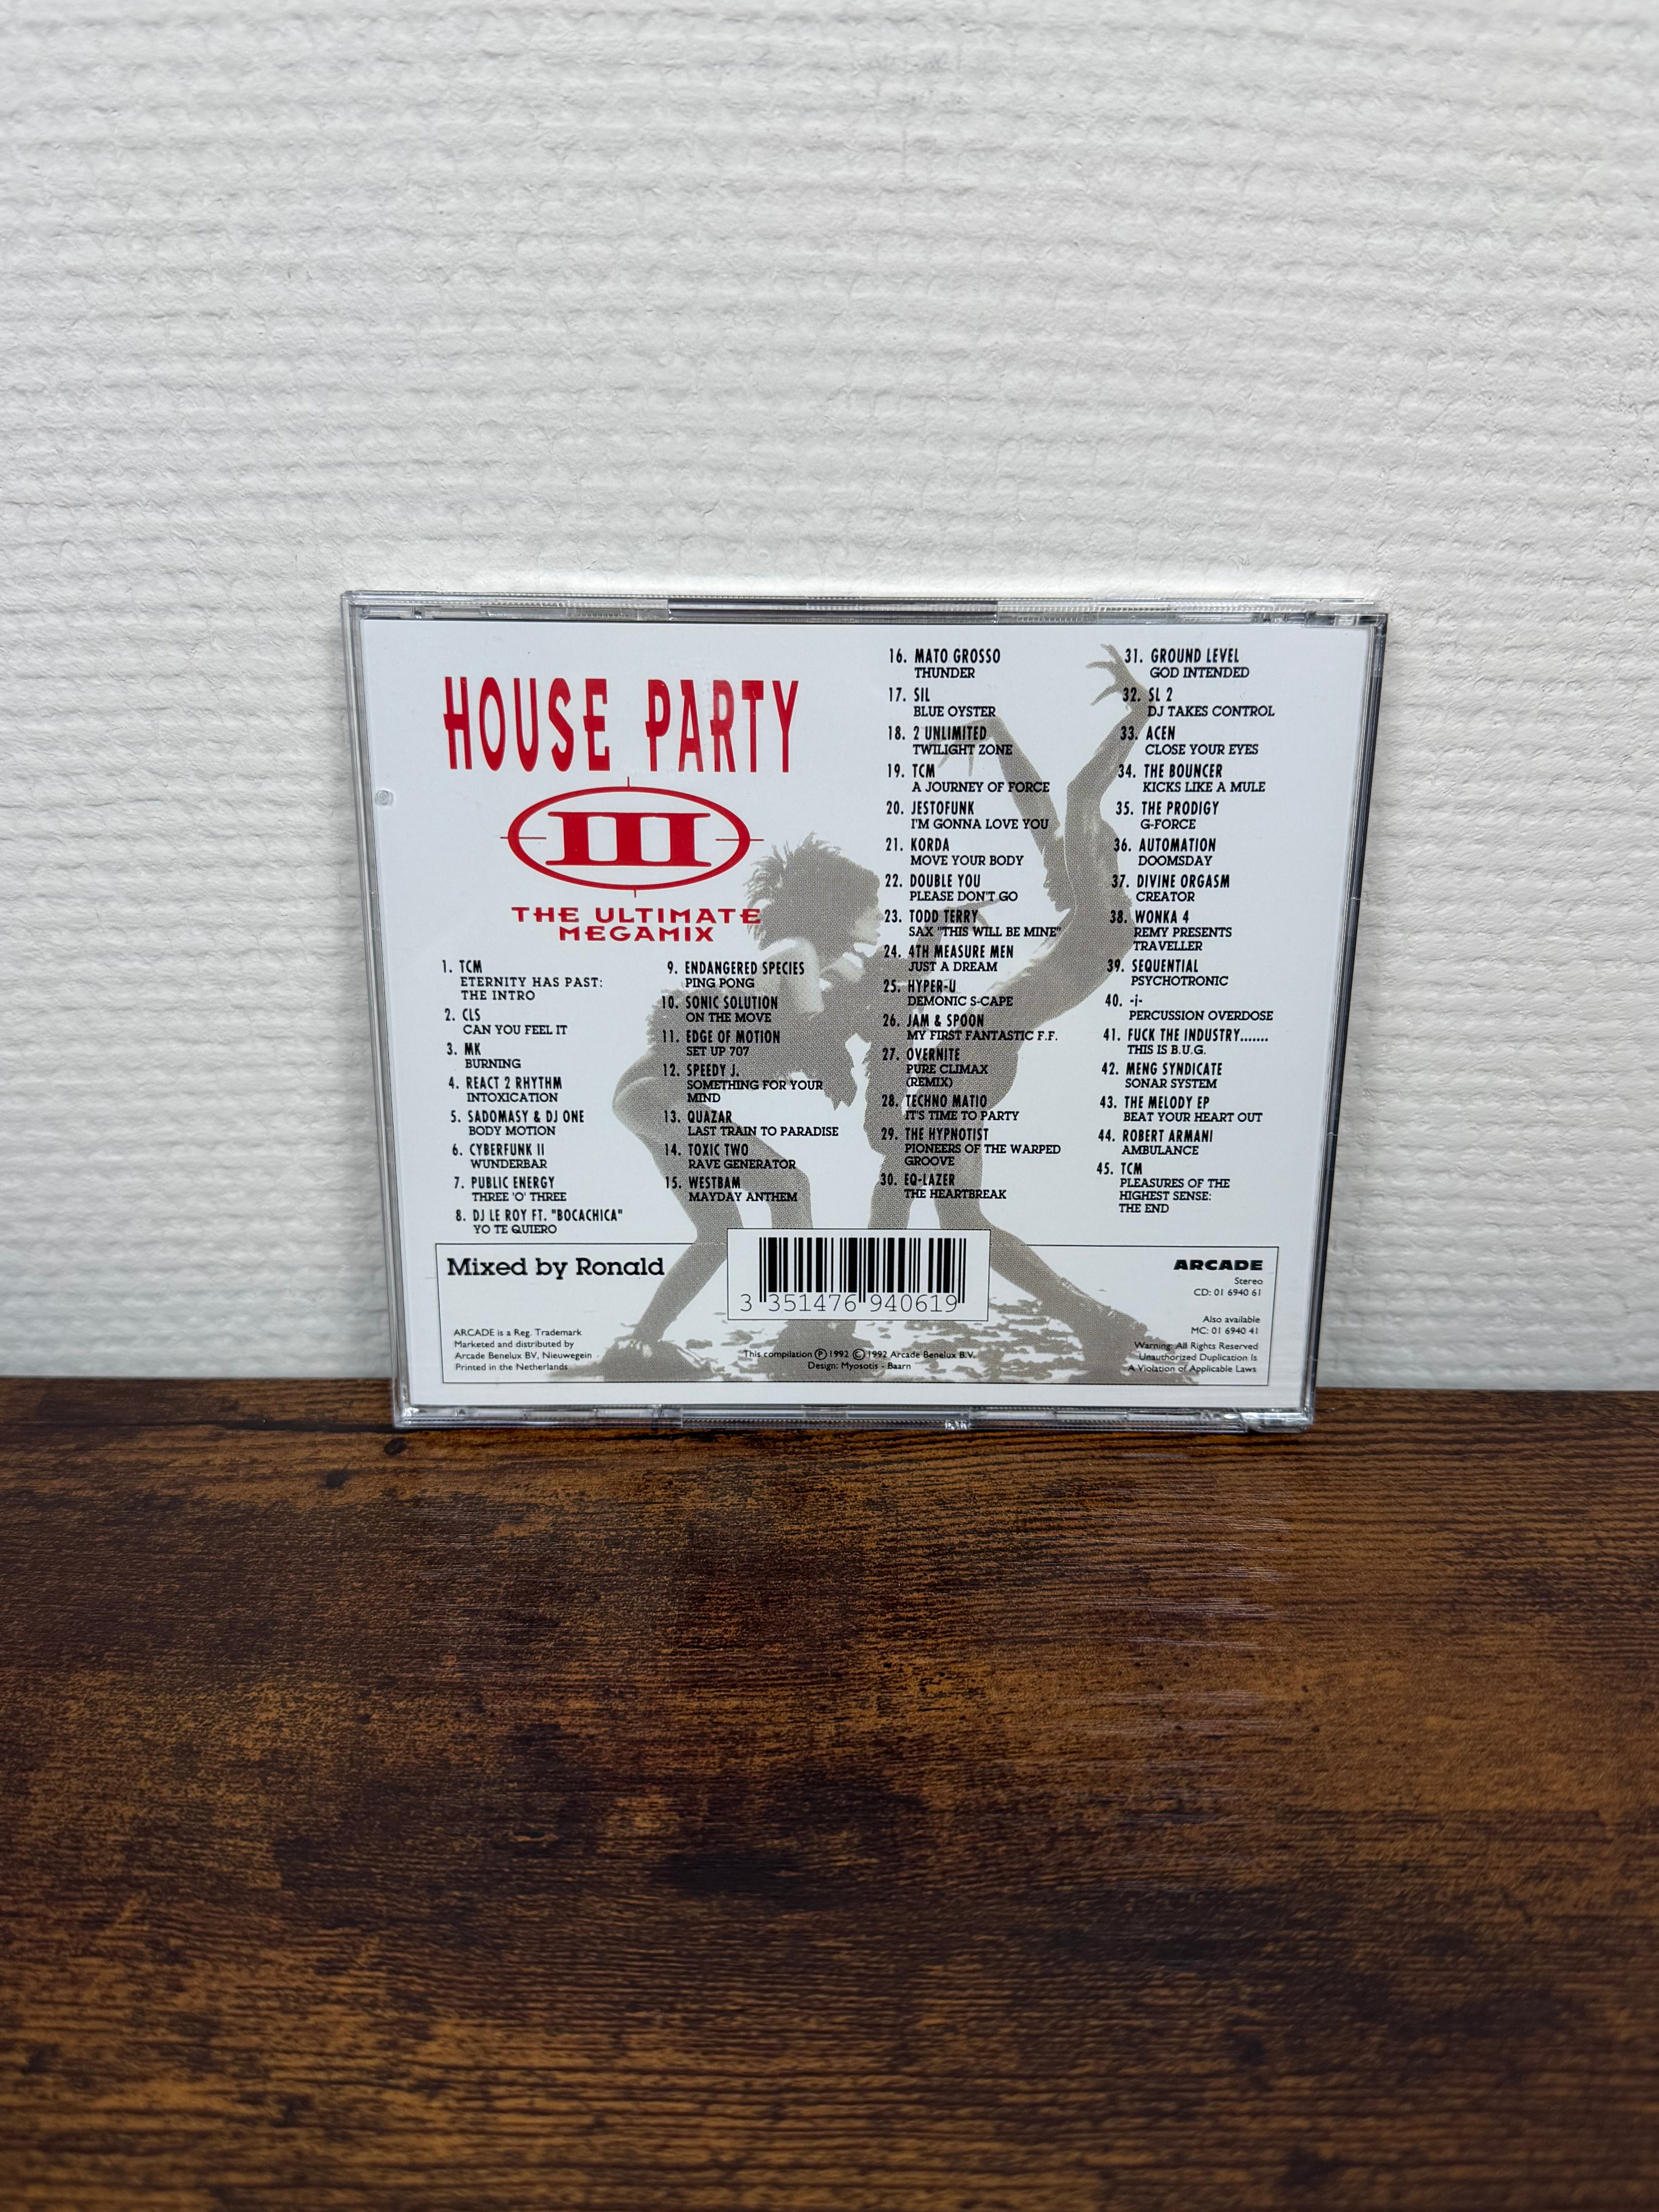 HOUSE PARTY
III
THE ULTIMATE
MEGAMIX
1. TCM
ETERNITY HAS PAST:
THE INTRO
2. CLS
CAN YOU FEEL IT
3. MK
BURNING
4. REACT 2 RHYTHM
INTOXICATION
5. SADOMASY & DJ ONE
BODY MOTION
6. CYBERFUNK II
WUNDERBAR
7. PUBLIC ENERGY
THREE 'O' THREE
8. DJ LE ROY FT. "BOCACHICA"
YO TE QUIERO
9. ENDANGERED SPECIES
PING PONG
10. SONIC SOLUTION
ON THE MOVE
11. EDGE OF MOTION
SET UP 707
12. SPEEDY J.
SOMETHING FOR YOUR
MIND
13. QUAZAR
LAST TRAIN TO PARADISE
14. TOXIC TWO
RAVE GENERATOR
15. WESTBAM
MAYDAY ANTHEM
16. MATO GROSSO
THUNDER
17. SIL
BLUE OYSTER
18. 2 UNLIMITED
TWILIGHT ZONE
19. TCM
A JOURNEY OF FORCE
20. JESTOFUNK
I'M GONNA LOVE YOU
21. KORDA
MOVE YOUR BODY
22. DOUBLE YOU
PLEASE DON'T GO
23. TODD TERRY
SAX "THIS WILL BE MINE"
24. 4TH MEASURE MEN
JUST A DREAM
25. HYPER-U
DEMONIC S-CAPE
26. JAM & SPOON
MY FIRST FANTASTIC F.F.
27. OVERNITE
PURE CLIMAX
(REMIX)
28. TECHNO MATIO
IT'S TIME TO PARTY
29. THE HYPNOTIST
PIONEERS OF THE WARPED
GROOVE
30. EQ-LAZER
THE HEARTBREAK
31. GROUND LEVEL
GOD INTENDED
32. SL 2
DJ TAKES CONTROL
33. ACEN
CLOSE YOUR EYES
34. THE BOUNCER
KICKS LIKE A MULE
35. THE PRODIGY
G-FORCE
36. AUTOMATION
DOOMSDAY
37. DIVINE ORGASM
CREATOR
38. WONKA 4
REMY PRESENTS
TRAVELLER
39. SEQUENTIAL
PSYCHOTRONIC
40. -i-
PERCUSSION OVERDOSE
41. FUCK THE INDUSTRY.......
THIS IS B.U.G.
42. MENG SYNDICATE
SONAR SYSTEM
43. THE MELODY EP
BEAT YOUR HEART OUT
44. ROBERT ARMANI
AMBULANCE
45. TCM
PLEASURES OF THE
HIGHEST SENSE:
THE END
Mixed by Ronald
ARCADE is a Reg. Trademark
Marketed and distributed by
Arcade Benelux BV, Nieuwegein
Printed in the Netherlands
3 351476 940619
This compilation Ⓟ 1992 © 1992 Arcade Benelux B.V.
Design: Myosotis - Baarn
ARCADE
Stereo
CD: 01 6940 61
Also available
MC: 01 6940 41
Warning: All Rights Reserved
Unauthorized Duplication Is
A Violation of Applicable Laws